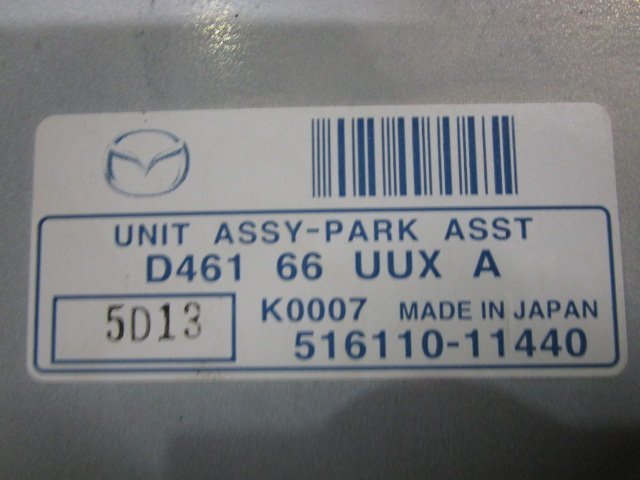 UNIT ASSY-PARK ASST
D461 66 UUX A
5D13 K0007 MADE IN JAPAN
516110-11440